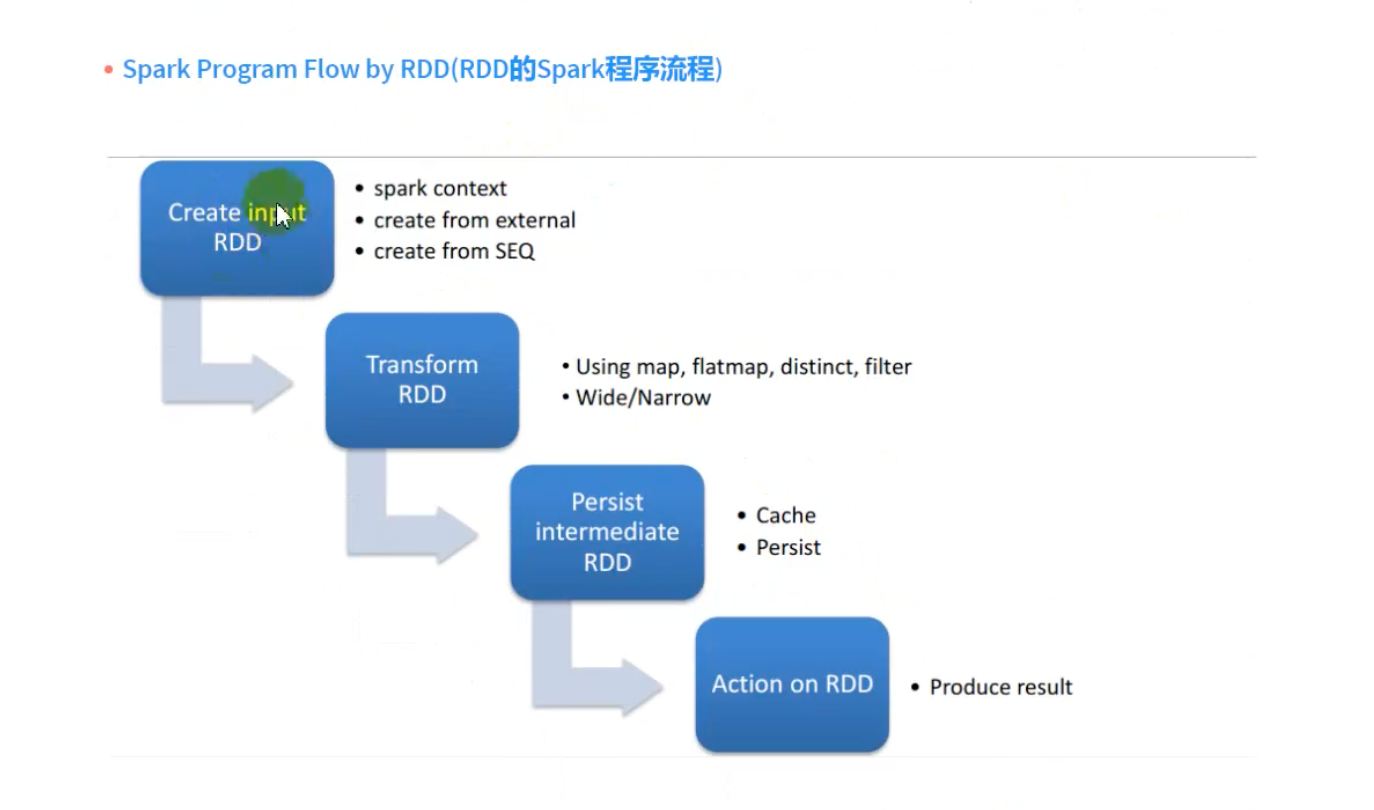 • Spark Program Flow by RDD(RDD的Spark程序流程)
Create input
RDD
• spark context
• create from external
• create from SEQ
Transform
RDD
• Using map, flatmap, distinct, filter
• Wide/Narrow
Persist
intermediate
RDD
• Cache
• Persist
Action on RDD
• Produce result